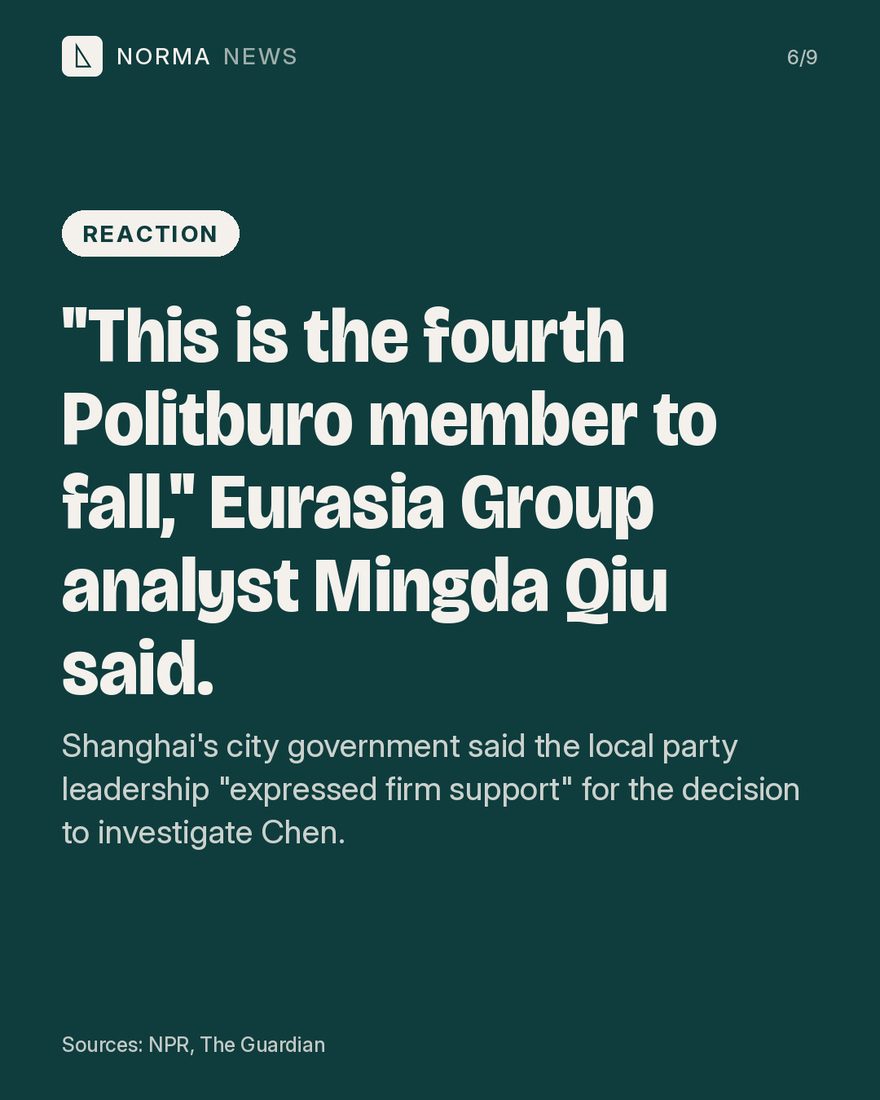 NORMA NEWS
6/9
REACTION
"This is the fourth
Politburo member to
fall," Eurasia Group
analyst Mingda Qiu
said.
Shanghai's city government said the local party
leadership "expressed firm support" for the decision
to investigate Chen.
Sources: NPR, The Guardian